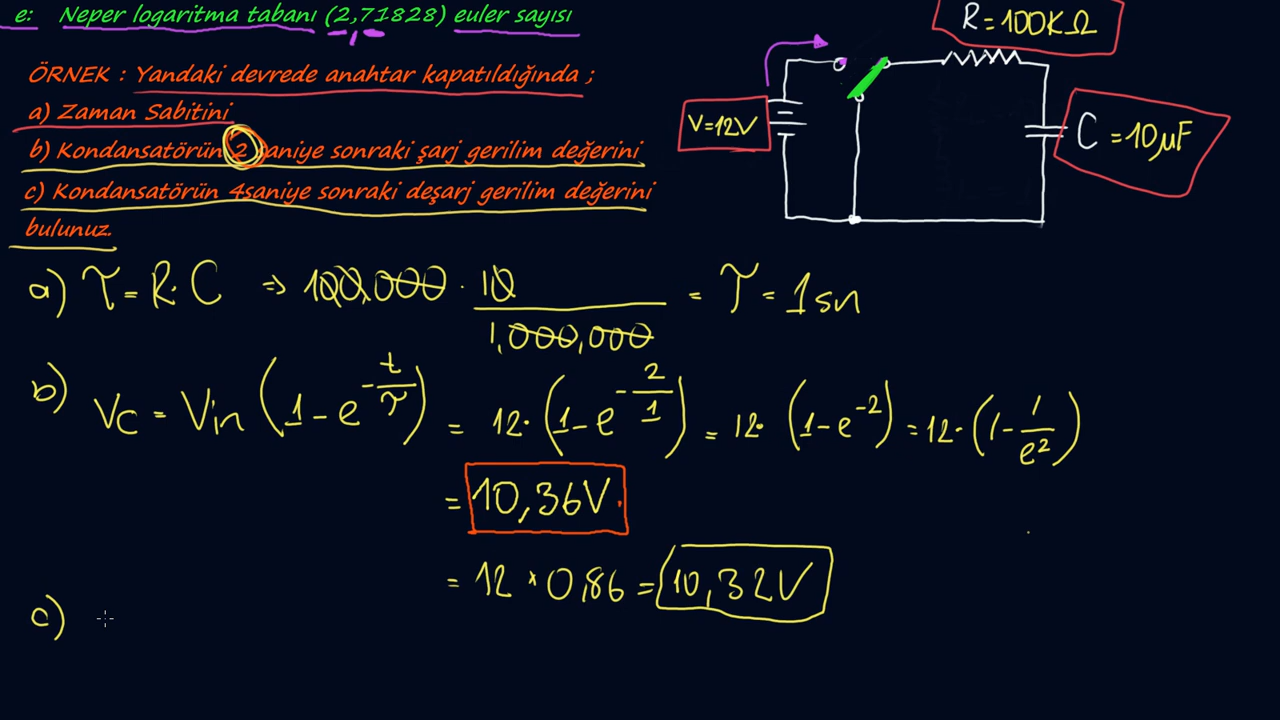 e: Neper logaritma tabanı (2,71828) euler sayısı
ÖRNEK : Yandaki devrede anahtar kapatıldığında ;
a) Zaman Sabitini
b) Kondansatörün 2 saniye sonraki şarj gerilim değerini
c) Kondansatörün 4saniye sonraki deşarj gerilim değerini
bulunuz.
R=100KΩ
V=12V
C=10µF
a) τ=R.C ⇒ 100.000 . 10/1,000,000 = τ=1sn
b) Vc = Vin (1-e^-t/τ) = 12.(1-e^-2/1) = 12.(1-e^-2) = 12.(1-1/e^2)
= 10,36V.
= 12 * 0,86 = 10,32V
c)